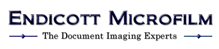 Endicott Microfilm
The Document Imaging Experts